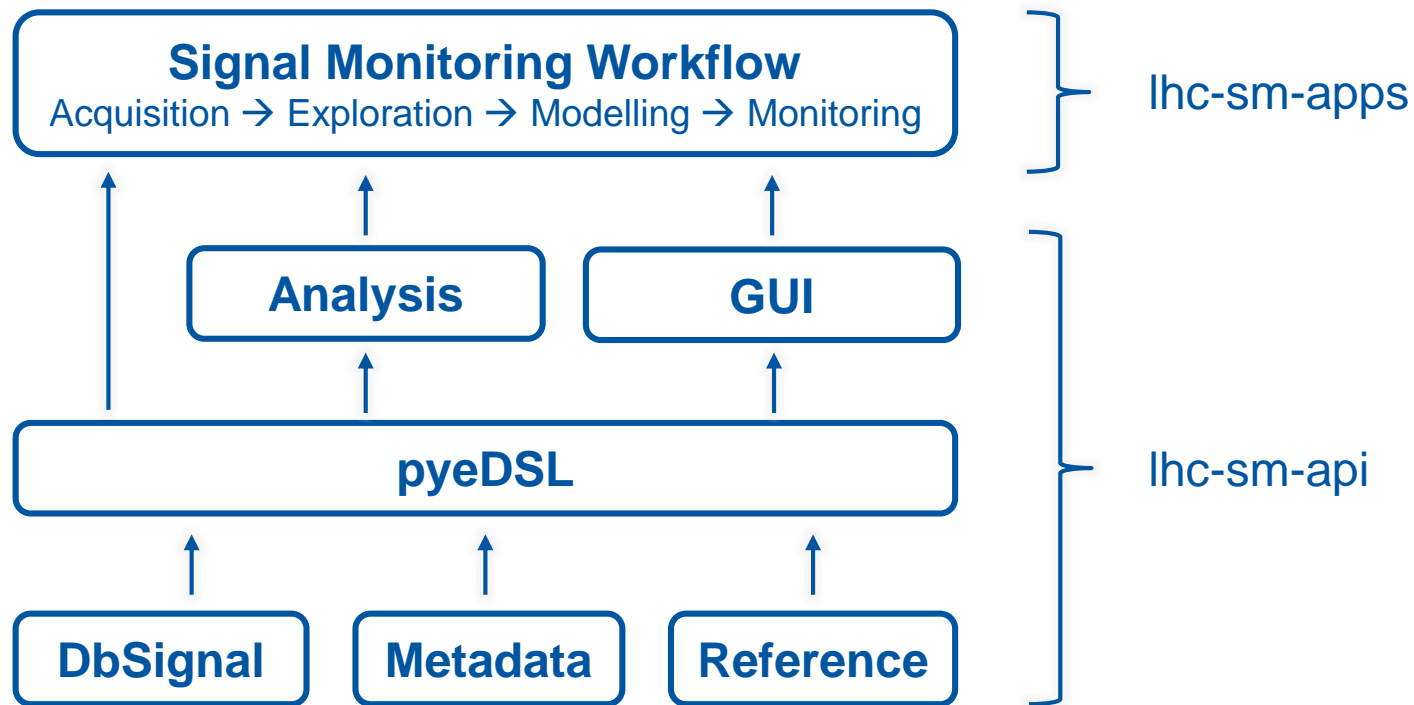 Signal Monitoring Workflow
Acquisition → Exploration → Modelling → Monitoring
lhc-sm-apps
Analysis
GUI
pyeDSL
lhc-sm-api
DbSignal
Metadata
Reference